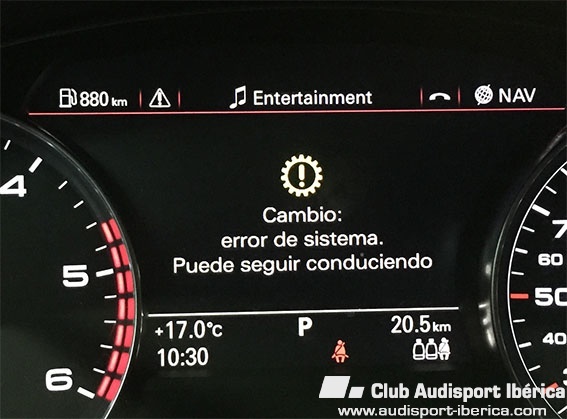 880 km
Entertainment
NAV
4
Cambio:
error de sistema.
Puede seguir conduciendo
5
60
50
40
+17.0°C P 20.5 km
10:30
6
Club Audisport Ibérica
www.audisport-iberica.com